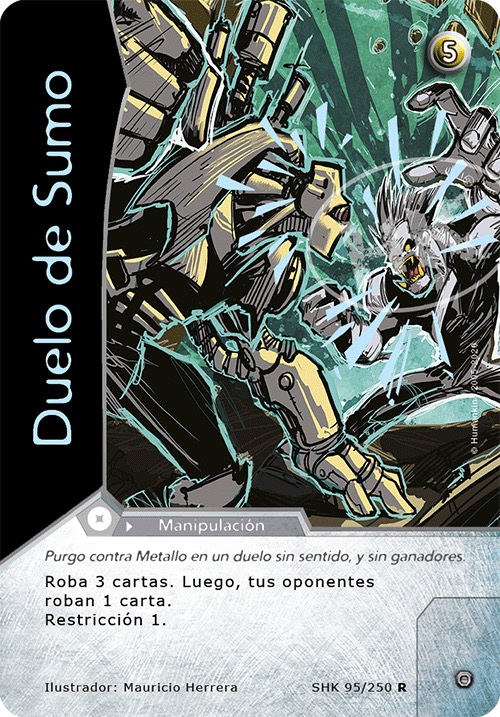 5
Duelo de Sumo
Manipulación
Purgo contra Metallo en un duelo sin sentido, y sin ganadores.
Roba 3 cartas. Luego, tus oponentes
roban 1 carta.
Restricción 1.
Ilustrador: Mauricio Herrera
SHK 95/250 R